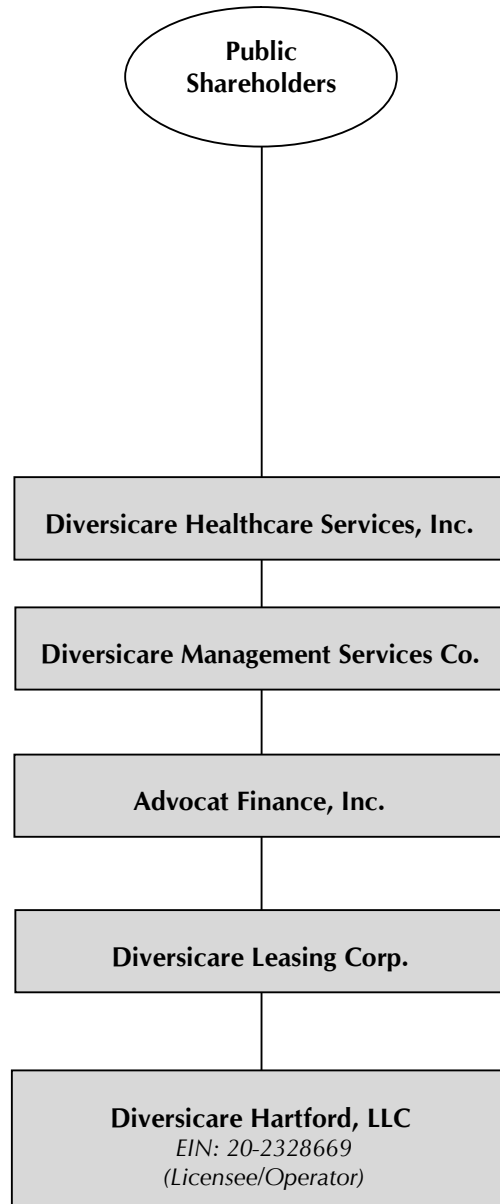 Public
Shareholders
Diversicare Healthcare Services, Inc.
Diversicare Management Services Co.
Advocat Finance, Inc.
Diversicare Leasing Corp.
Diversicare Hartford, LLC
EIN: 20-2328669
(Licensee/Operator)